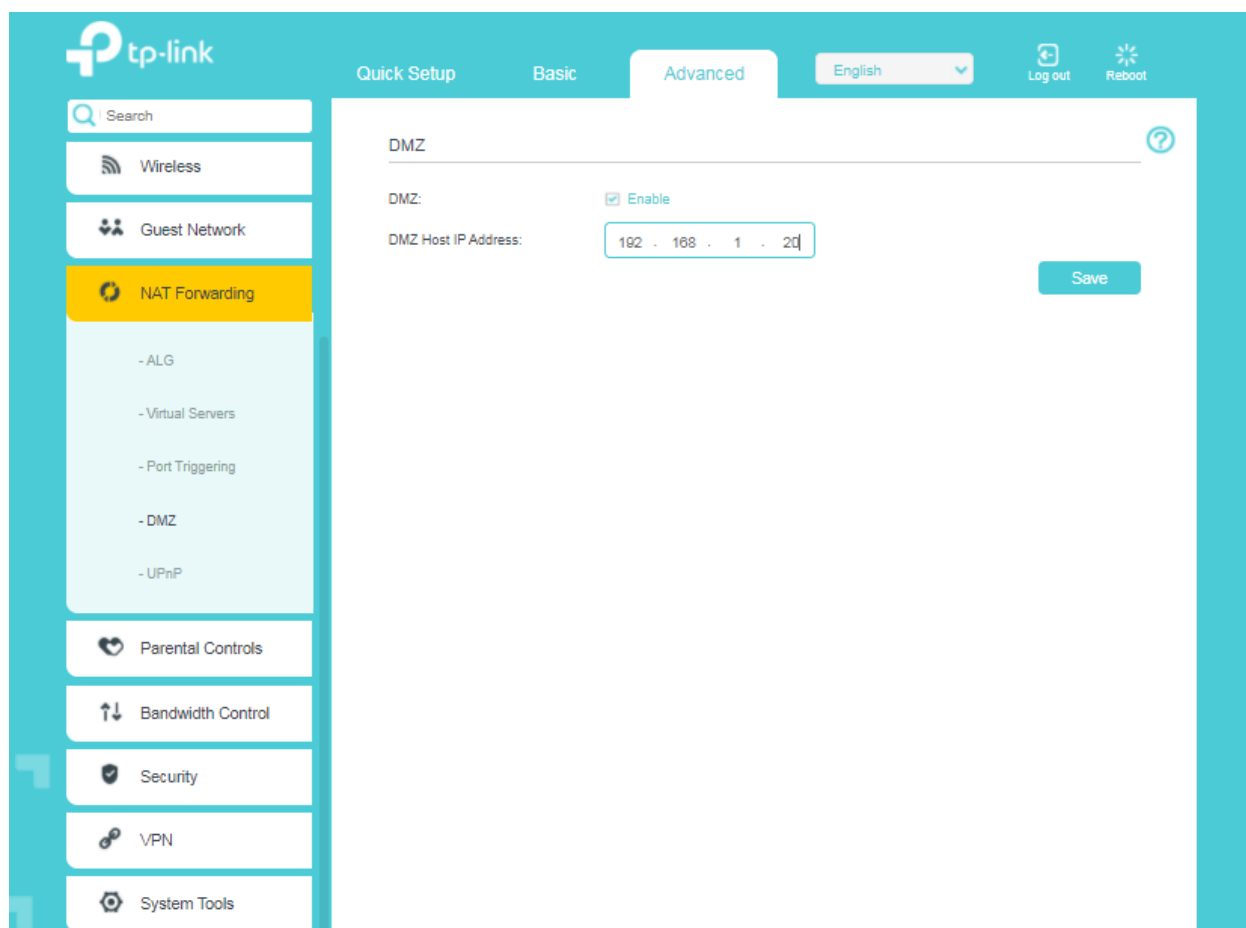 tp-link
Quick Setup Basic Advanced English Log out Reboot
Search
Wireless
Guest Network
NAT Forwarding
- ALG
- Virtual Servers
- Port Triggering
- DMZ
- UPnP
Parental Controls
Bandwidth Control
Security
VPN
System Tools
DMZ
?
DMZ: Enable
DMZ Host IP Address: 192 . 168 . 1 . 20
Save